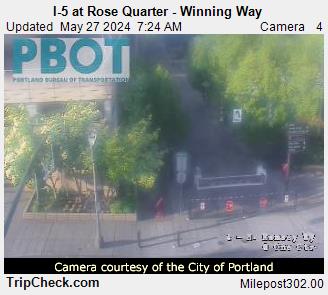 I-5 at Rose Quarter - Winning Way
Updated May 27 2024 7:24 AM Camera 4
PBOT
PORTLAND BUREAU OF TRANSPORTATION
Camera courtesy of the City of Portland
TripCheck.com Milepost302.00